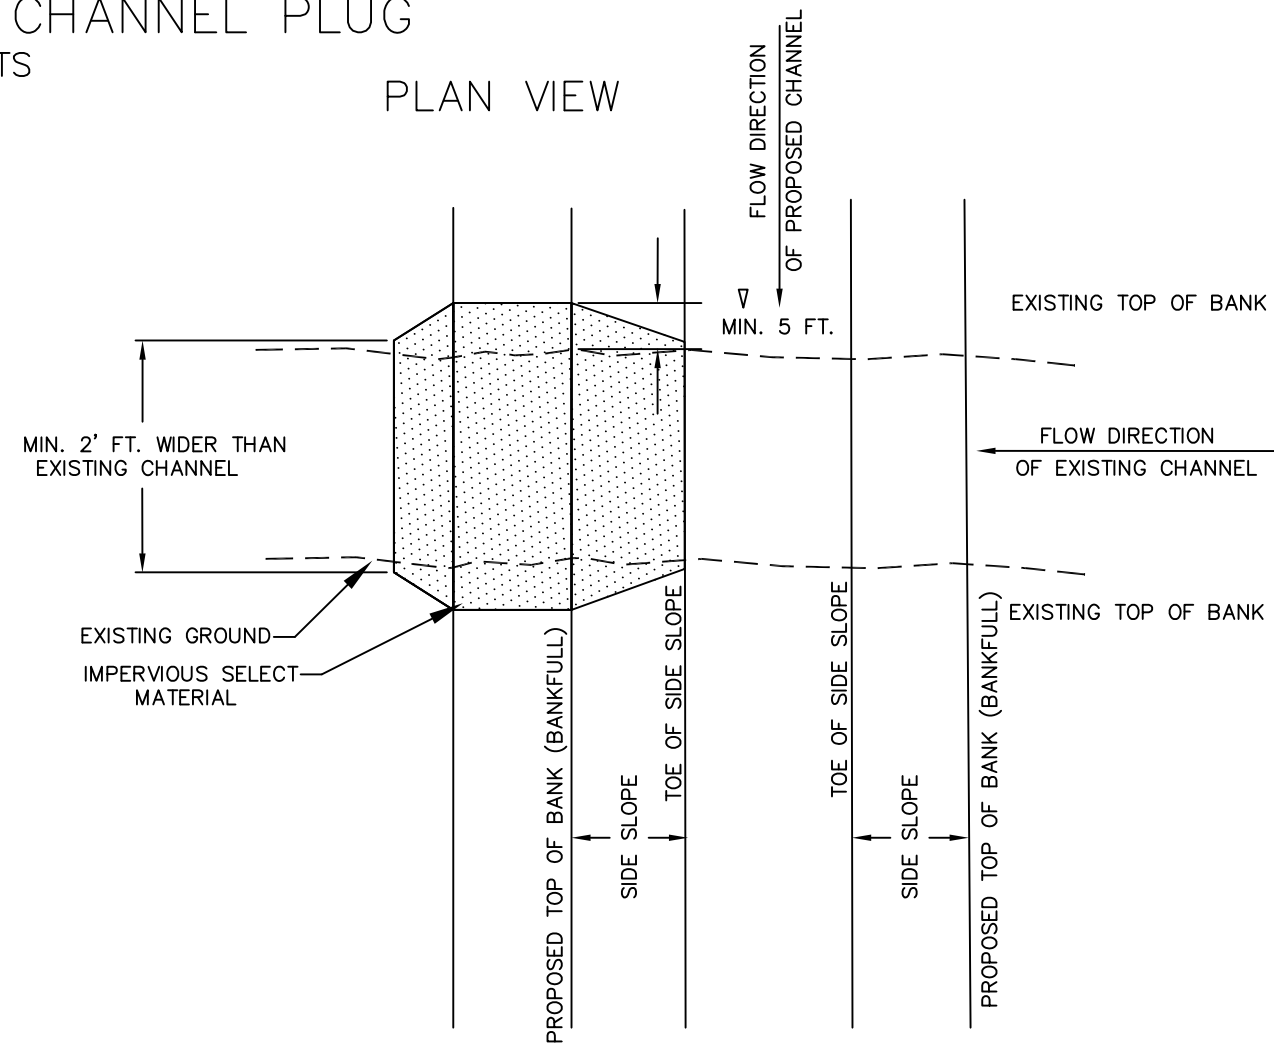 CHANNEL PLUG
TS
PLAN VIEW
FLOW DIRECTION
OF PROPOSED CHANNEL
MIN. 5 FT.
EXISTING TOP OF BANK
MIN. 2' FT. WIDER THAN
EXISTING CHANNEL
FLOW DIRECTION
OF EXISTING CHANNEL
EXISTING GROUND
IMPERVIOUS SELECT
MATERIAL
EXISTING TOP OF BANK
PROPOSED TOP OF BANK (BANKFULL)
SIDE SLOPE
TOE OF SIDE SLOPE
TOE OF SIDE SLOPE
SIDE SLOPE
PROPOSED TOP OF BANK (BANKFULL)